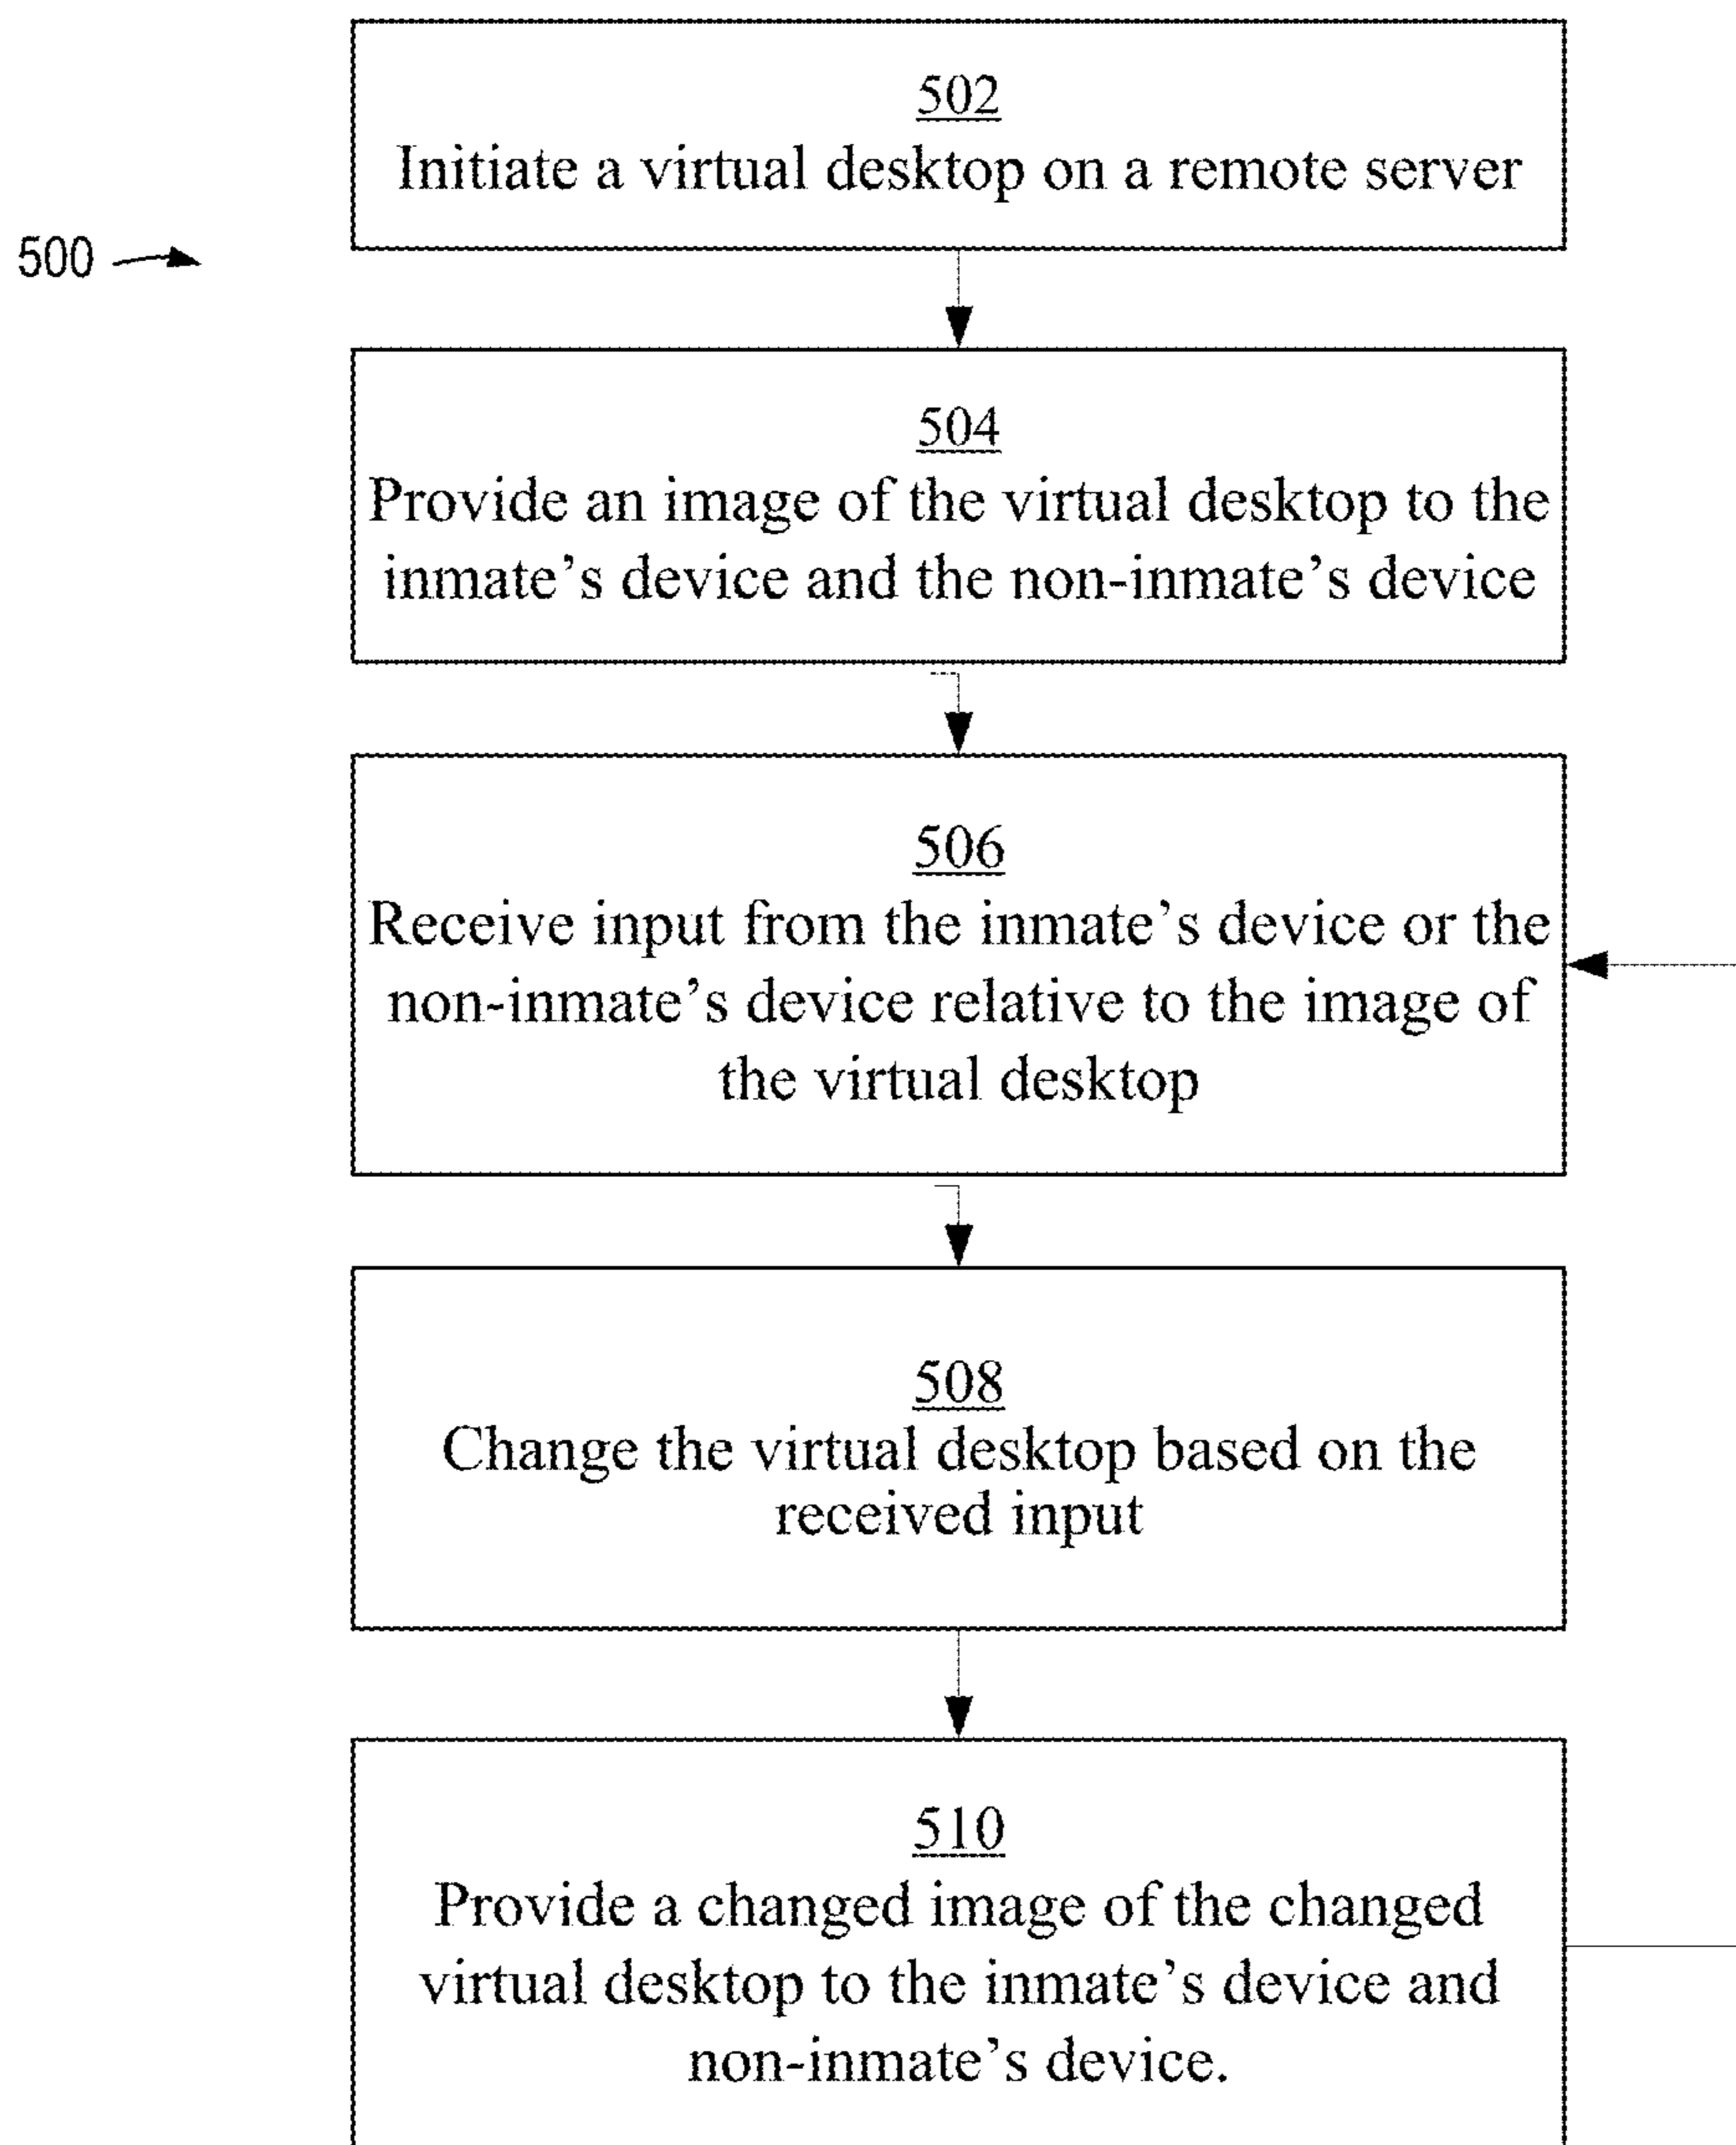 502
Initiate a virtual desktop on a remote server
500
504
Provide an image of the virtual desktop to the
inmate’s device and the non-inmate’s device
506
Receive input from the inmate’s device or the
non-inmate’s device relative to the image of
the virtual desktop
508
Change the virtual desktop based on the
received input
510
Provide a changed image of the changed
virtual desktop to the inmate’s device and
non-inmate’s device.